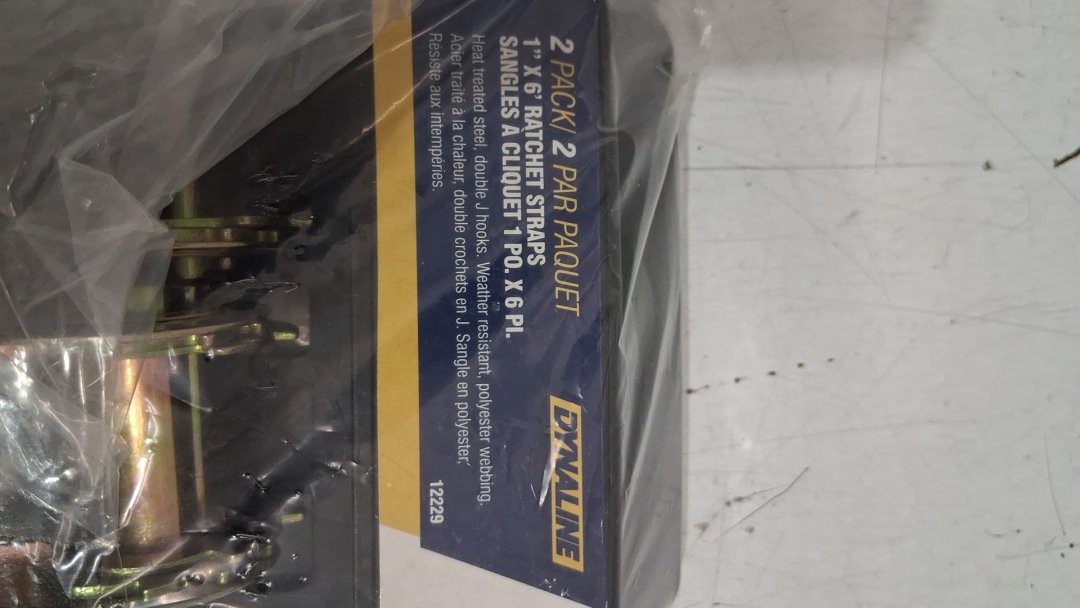 2 PACK/ 2 PAR PAQUET
1" X 6' RATCHET STRAPS
SANGLES À CLIQUET 1 PO. X 6 PI.
Heat treated steel, double J hooks. Weather resistant, polyester webbing.
Acier traité à la chaleur, double crochets en J. Sangle en polyester,
Résiste aux intempéries.
DYNALINE
12229